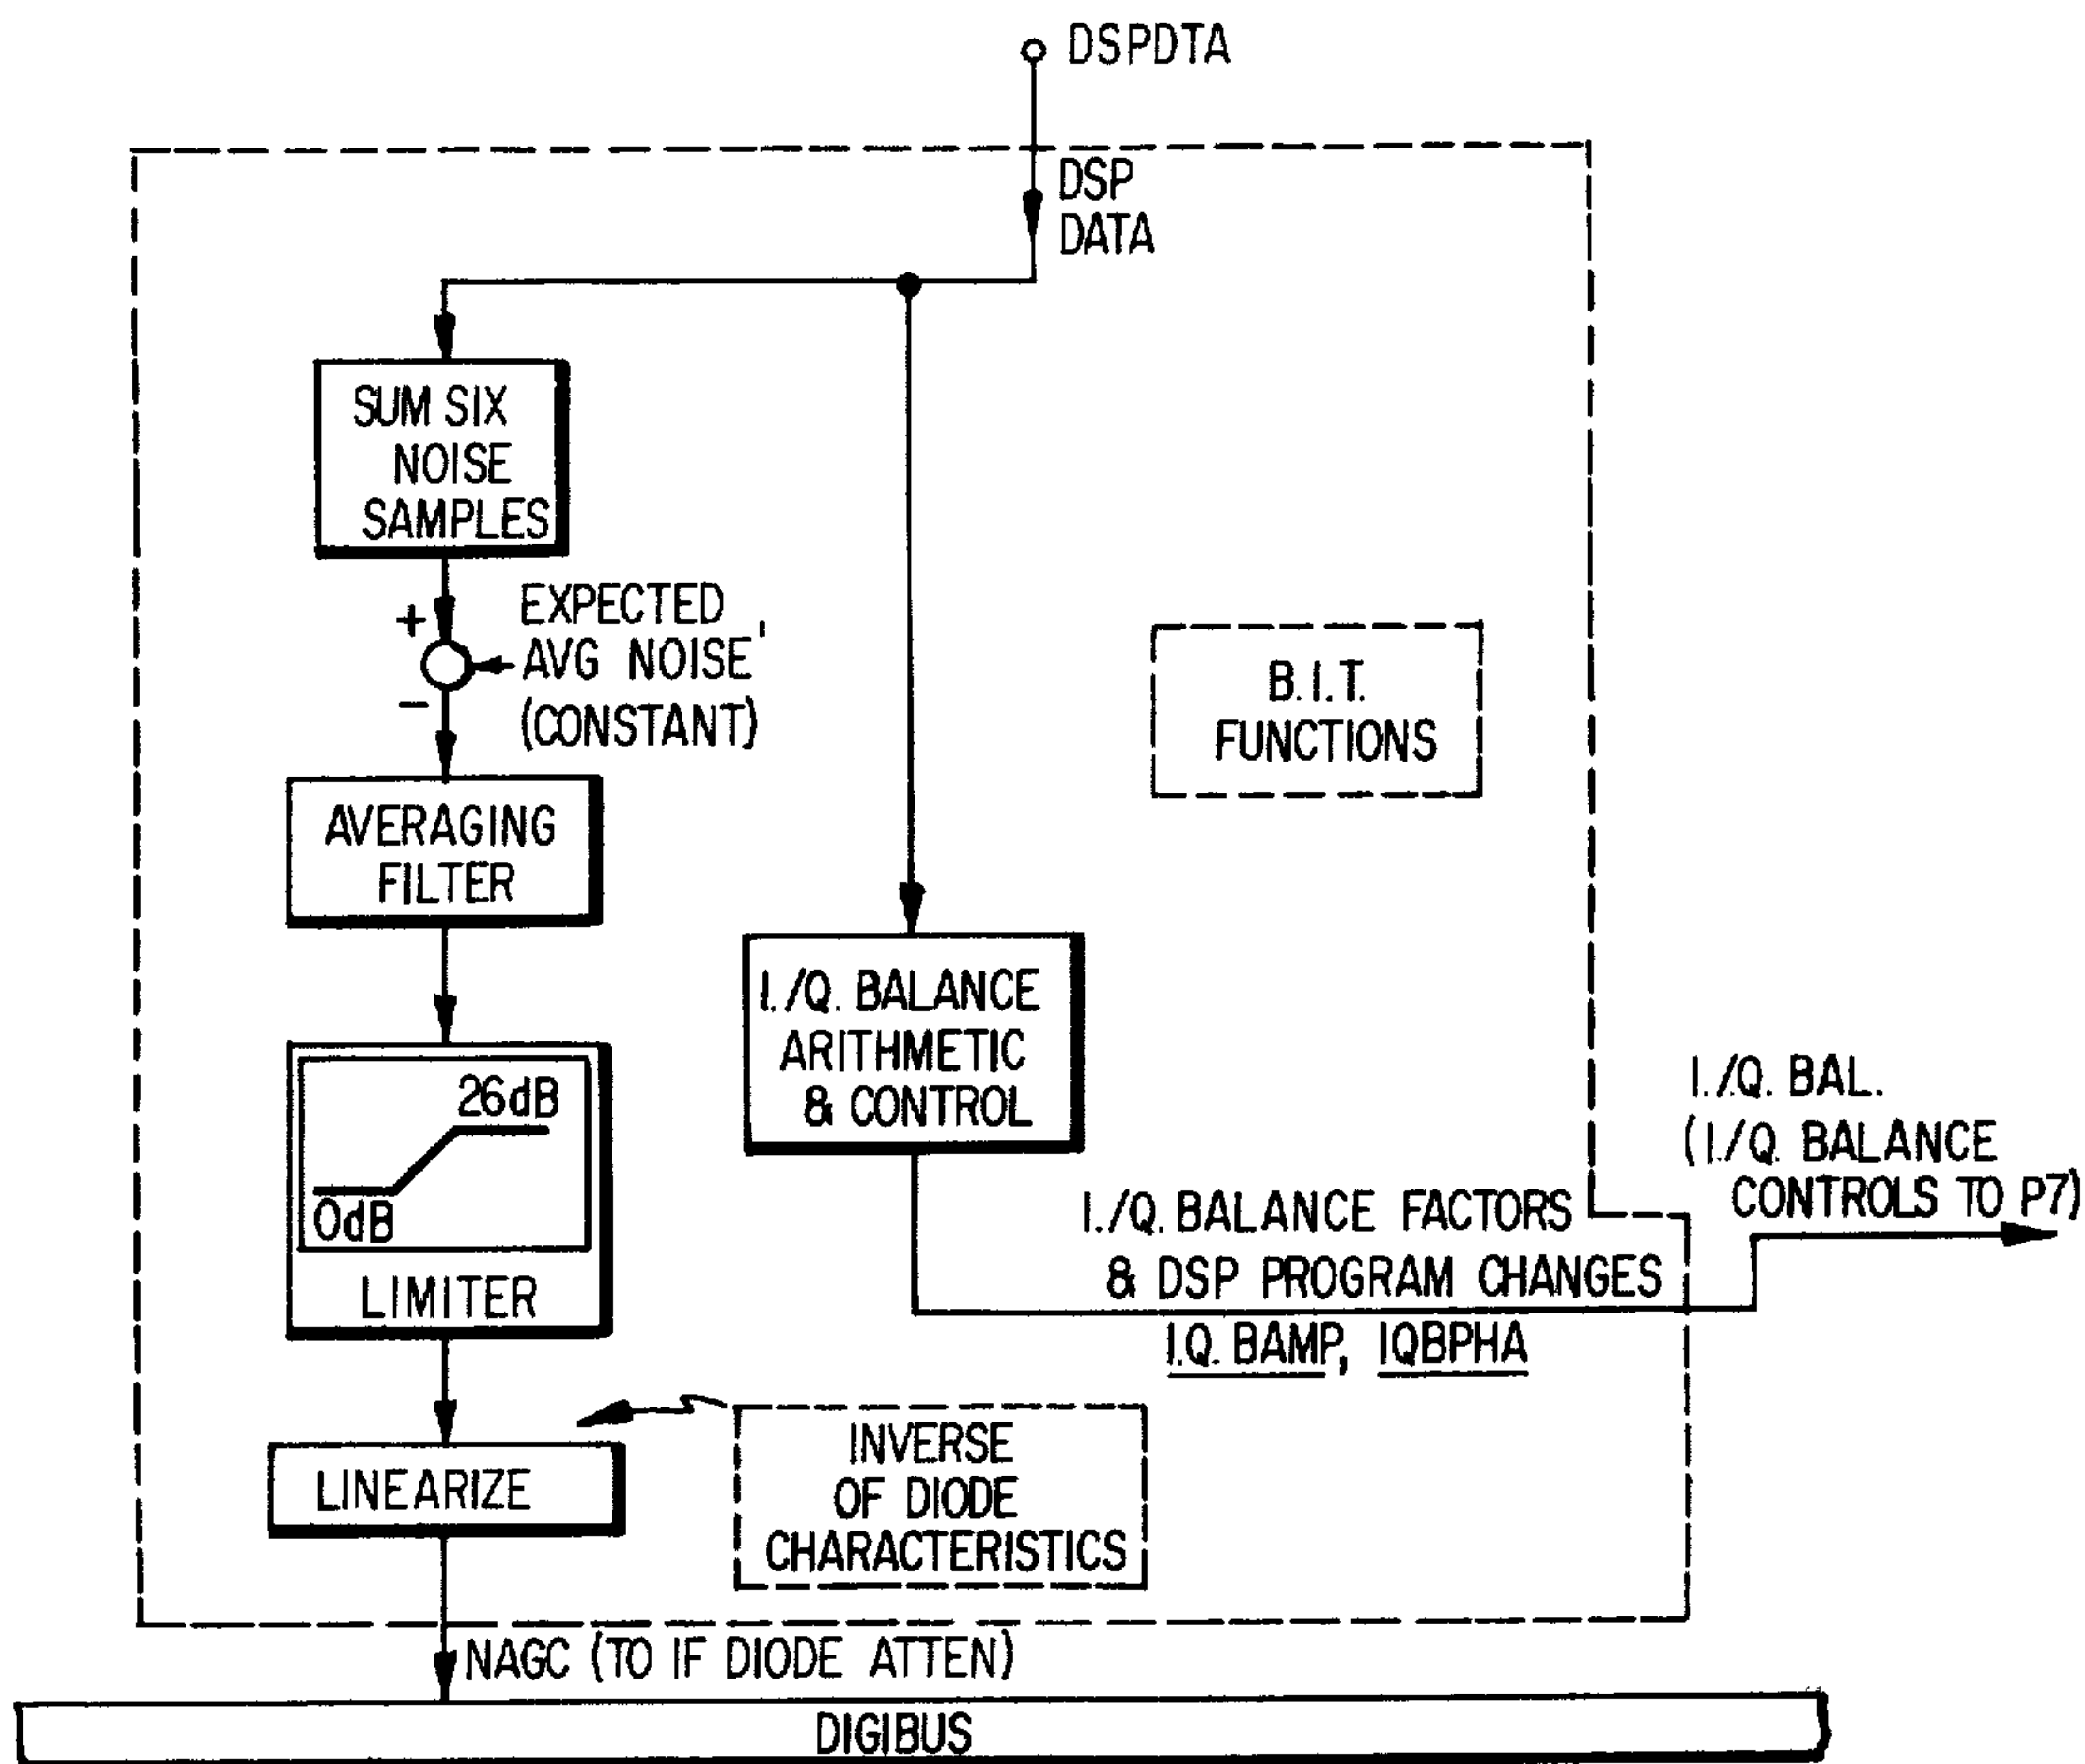 DSPDTA
DSP
DATA
SUM SIX
NOISE
SAMPLES
+
EXPECTED
AVG NOISE'
(CONSTANT)
−
B.I.T.
FUNCTIONS
AVERAGING
FILTER
I./Q. BALANCE
ARITHMETIC
& CONTROL
26dB
0dB
LIMITER
I./Q. BAL.
(I./Q. BALANCE
CONTROLS TO P7)
I./Q. BALANCE FACTORS
& DSP PROGRAM CHANGES
I.Q. BAMP, IQBPHA
LINEARIZE
INVERSE
OF DIODE
CHARACTERISTICS
NAGC (TO IF DIODE ATTEN)
DIGIBUS